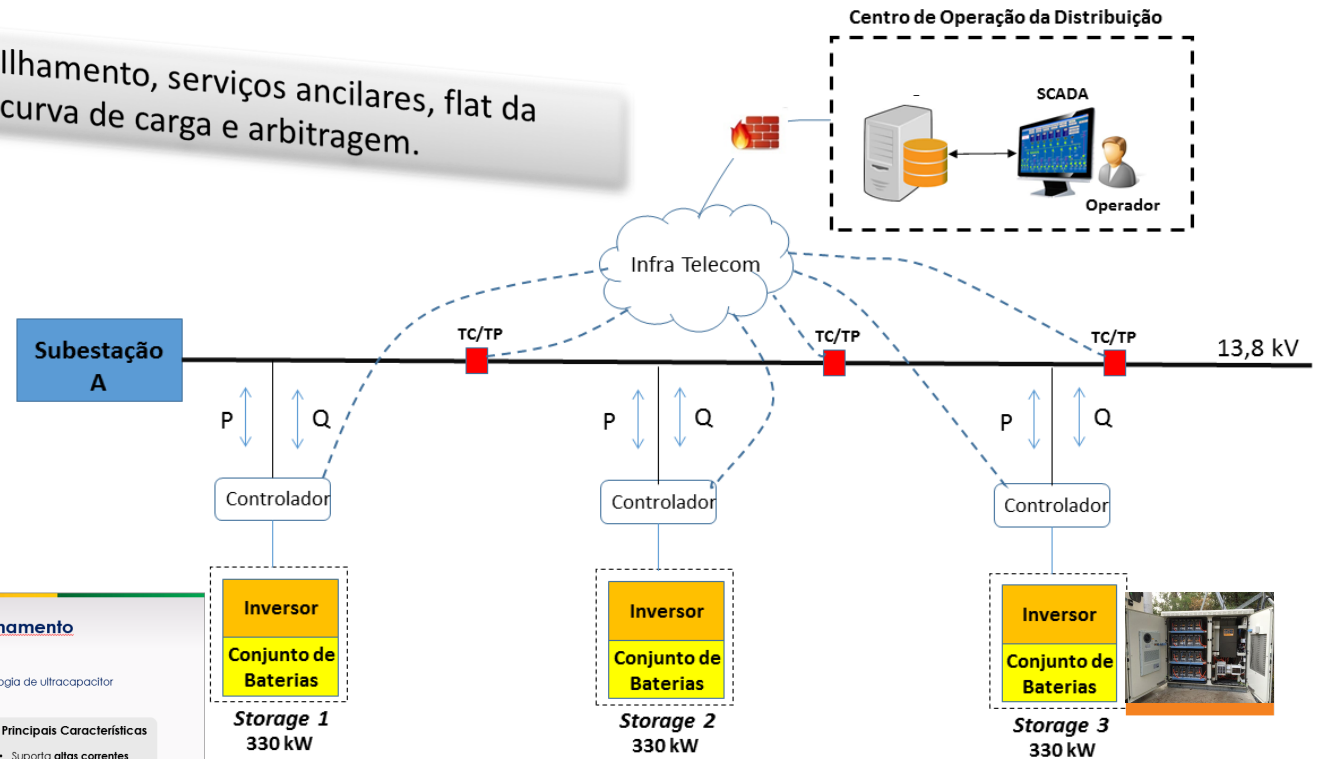 Centro de Operação da Distribuição
Ilhamento, serviços ancilares, flat da
curva de carga e arbitragem.
SCADA
Operador
Infra Telecom
Subestação
A
TC/TP
TC/TP
TC/TP
13,8 kV
P
Q
P
Q
P
Q
Controlador
Controlador
Controlador
Inversor
Conjunto de
Baterias
Storage 1
330 kW
Inversor
Conjunto de
Baterias
Storage 2
330 kW
Inversor
Conjunto de
Baterias
Storage 3
330 kW
namento
ogia de ultracapacitor
Principais Características
• Suporta altas correntes